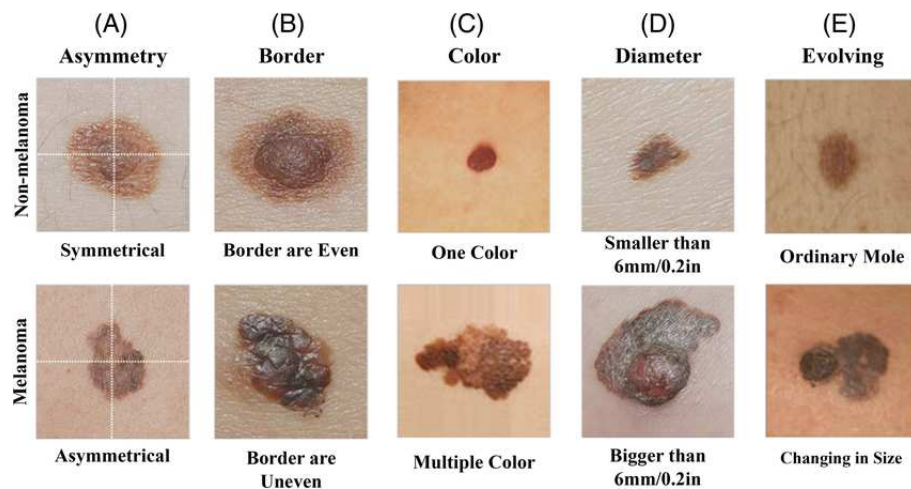 (A) (B) (C) (D) (E)
Asymmetry Border Color Diameter Evolving
Non-melanoma
Symmetrical Border are Even One Color Smaller than 6mm/0.2in Ordinary Mole
Melanoma
Asymmetrical Border are Uneven Multiple Color Bigger than 6mm/0.2in Changing in Size